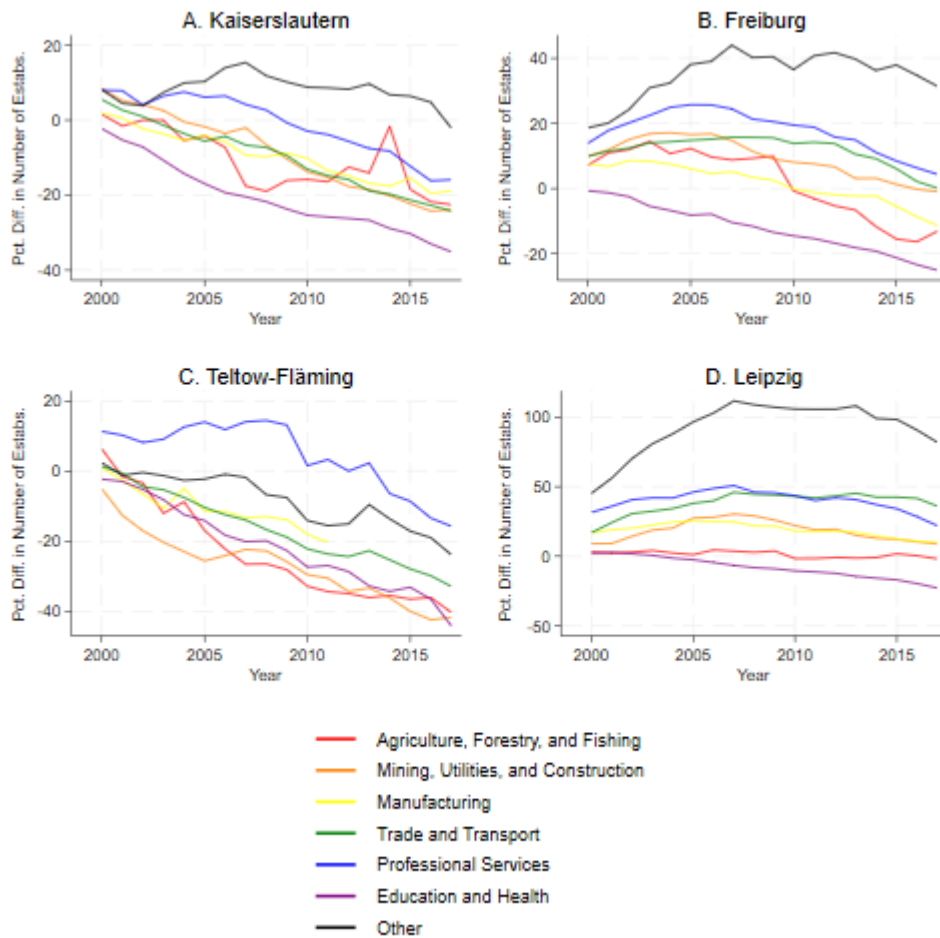 A. Kaiserslautern
Pct. Diff. in Number of Estabs.
20
0
-20
-40
2000 2005 2010 2015
Year
B. Freiburg
Pct. Diff. in Number of Estabs.
40
20
0
-20
2000 2005 2010 2015
Year
C. Teltow-Fläming
Pct. Diff. in Number of Estabs.
20
0
-20
-40
2000 2005 2010 2015
Year
D. Leipzig
Pct. Diff. in Number of Estabs.
100
50
0
-50
2000 2005 2010 2015
Year
Agriculture, Forestry, and Fishing
Mining, Utilities, and Construction
Manufacturing
Trade and Transport
Professional Services
Education and Health
Other